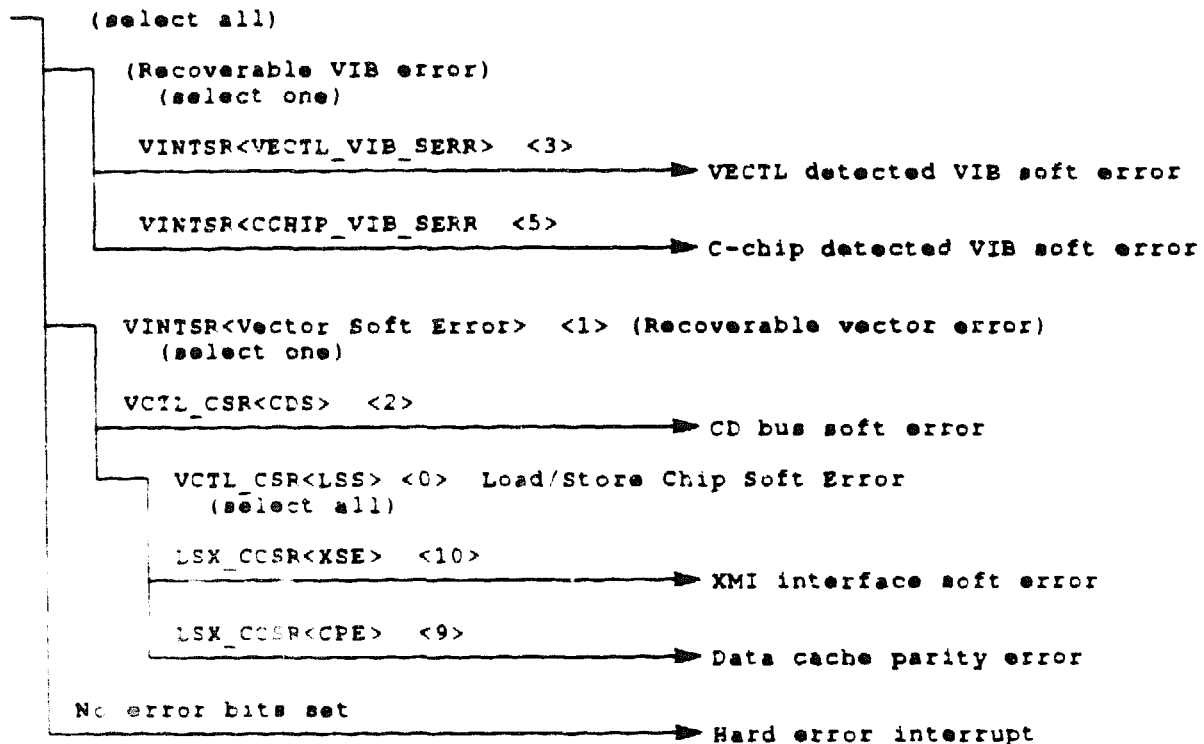 (select all)
(Recoverable VIB error)
(select one)
VINTSR<VECTL_VIB_SERR> <3>
VECTL detected VIB soft error
VINTSR<CCHIP_VIB_SERR <5>
C-chip detected VIB soft error
VINTSR<Vector Soft Error> <1> (Recoverable vector error)
(select one)
VCTL_CSR<CDS> <2>
CD bus soft error
VCTL_CSR<LSS> <0> Load/Store Chip Soft Error
(select all)
LSX_CCSR<XSE> <10>
XMI interface soft error
LSX_CCSR<CPE> <9>
Data cache parity error
No error bits set
Hard error interrupt